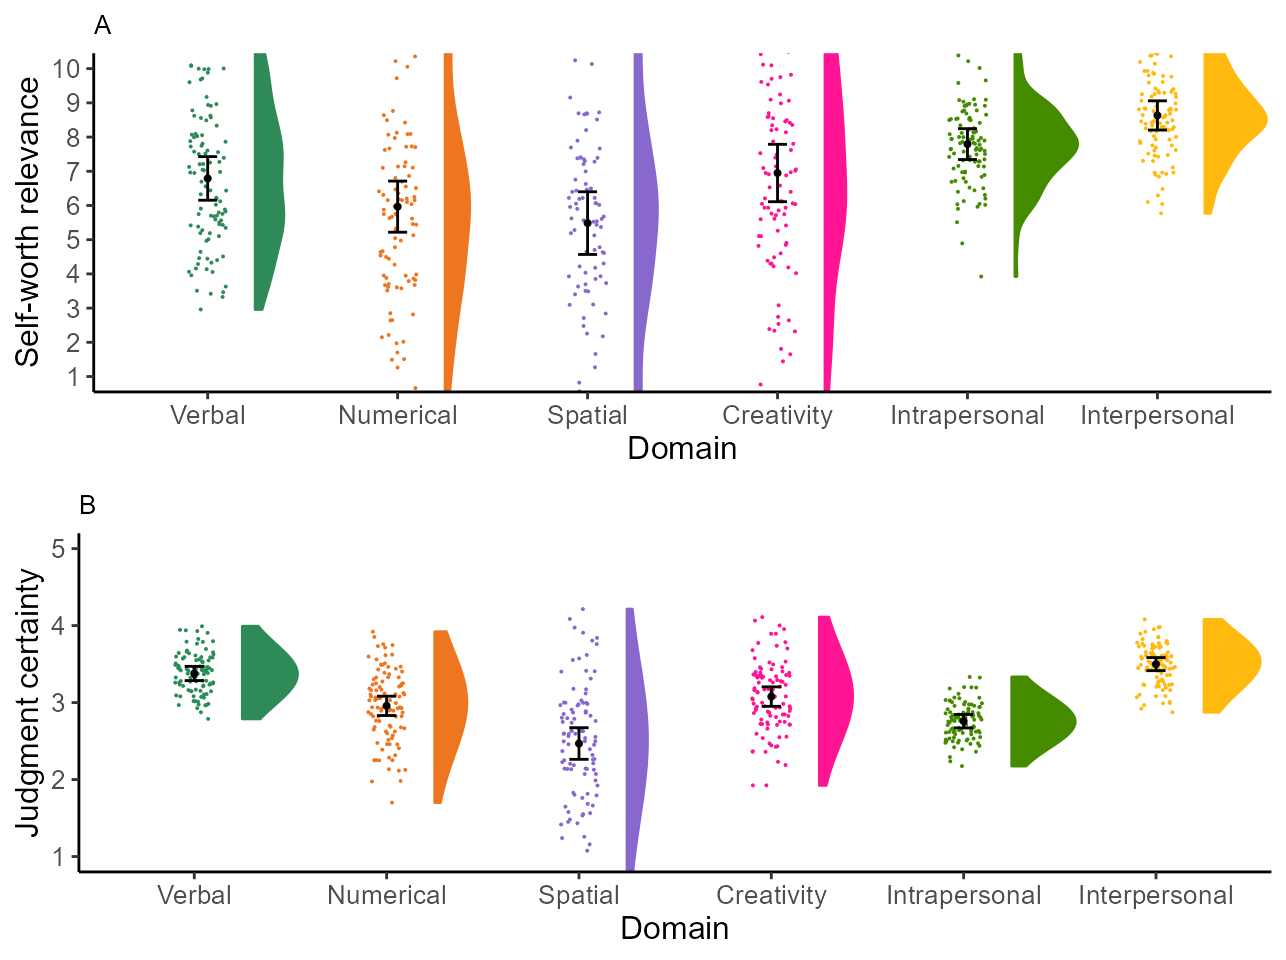 A
Self-worth relevance
10
9
8
7
6
5
4
3
2
1
Verbal Numerical Spatial Creativity Intrapersonal Interpersonal
Domain
B
Judgment certainty
5
4
3
2
1
Verbal Numerical Spatial Creativity Intrapersonal Interpersonal
Domain